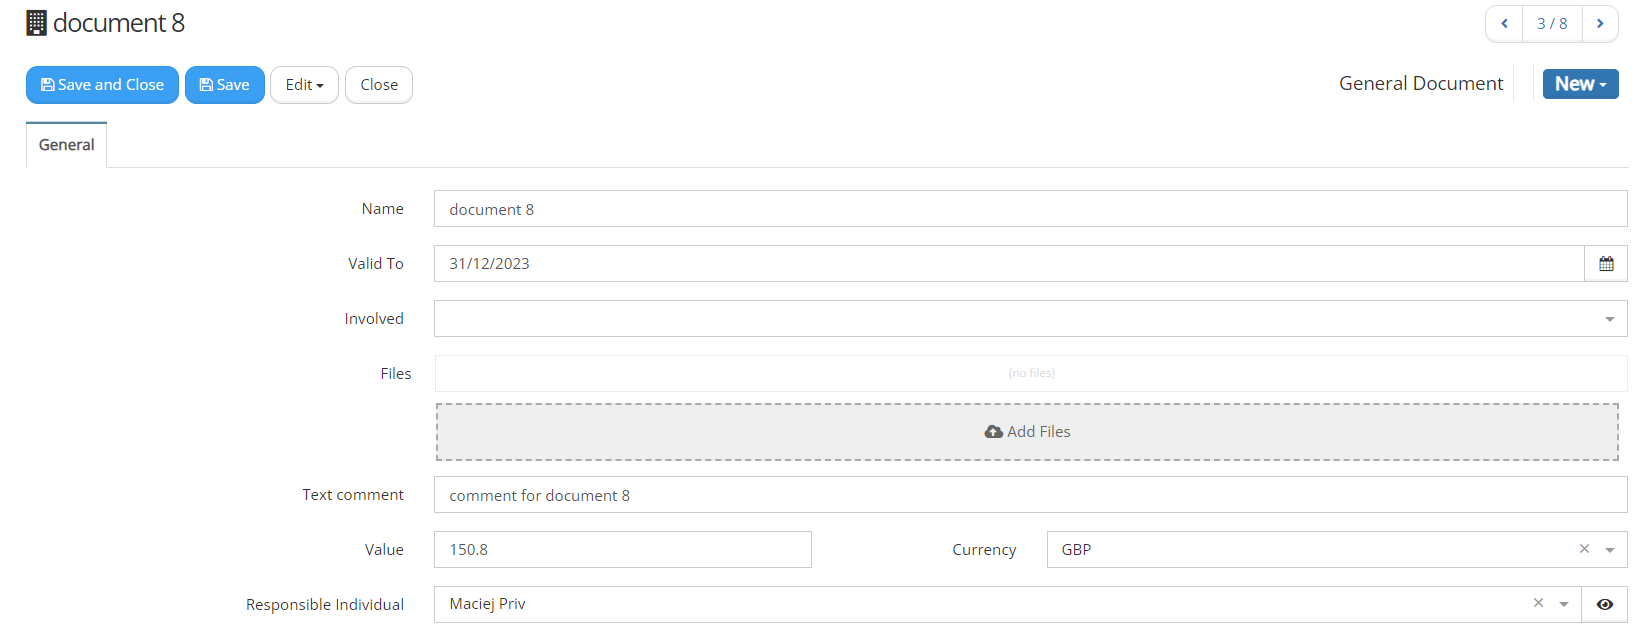 document 8
3 / 8
Save and Close Save Edit Close
General Document New
General
Name document 8
Valid To 31/12/2023
Involved
Files (no files)
Add Files
Text comment comment for document 8
Value 150.8 Currency GBP
Responsible Individual Maciej Priv